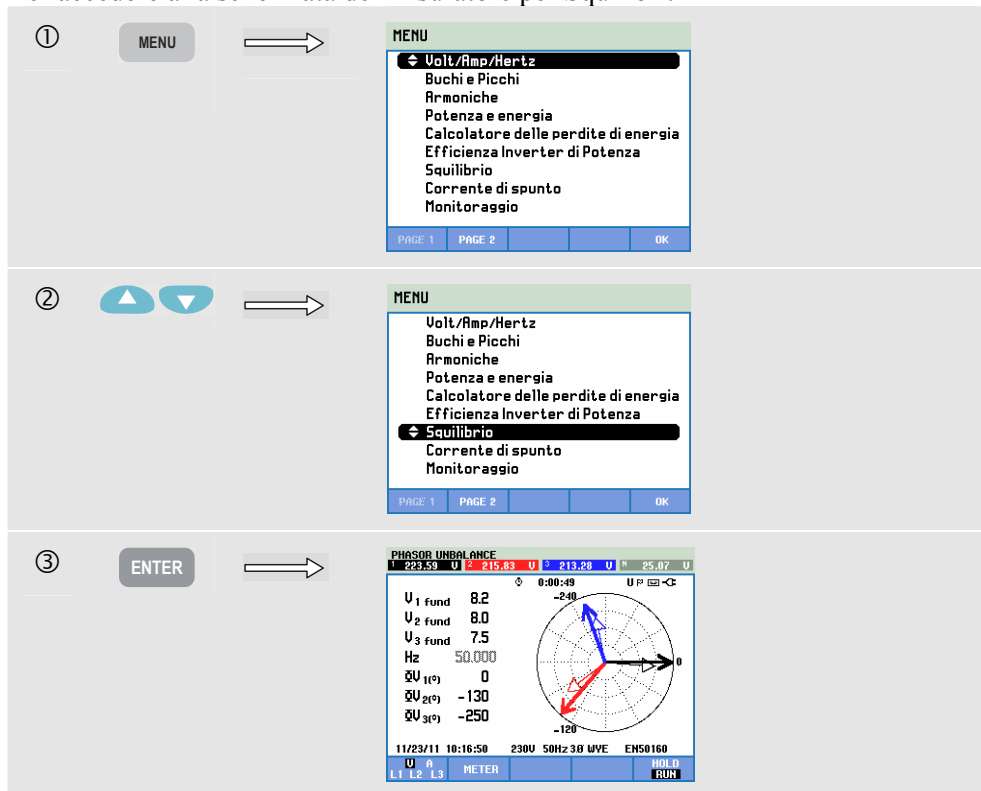 ①
MENU
MENU
Volt/Amp/Hertz
Buchi e Picchi
Armoniche
Potenza e energia
Calcolatore delle perdite di energia
Efficienza Inverter di Potenza
Squilibrio
Corrente di spunto
Monitoraggio
PAGE 1 PAGE 2 OK
②
MENU
Volt/Amp/Hertz
Buchi e Picchi
Armoniche
Potenza e energia
Calcolatore delle perdite di energia
Efficienza Inverter di Potenza
Squilibrio
Corrente di spunto
Monitoraggio
PAGE 1 PAGE 2 OK
③
ENTER
PHASOR UNBALANCE
1 223.59 V 2 215.83 V 3 213.28 V N 25.07 V
0:00:49 U P
V1 fund 8.2
V2 fund 8.0
V3 fund 7.5
Hz 50.000
ΦV1(°) 0
ΦV2(°) -130
ΦV3(°) -250
-240
0
-120
11/23/11 10:16:50 230V 50Hz 3Ø WYE EN50160
V A
L1 L2 L3
METER
HOLD
RUN